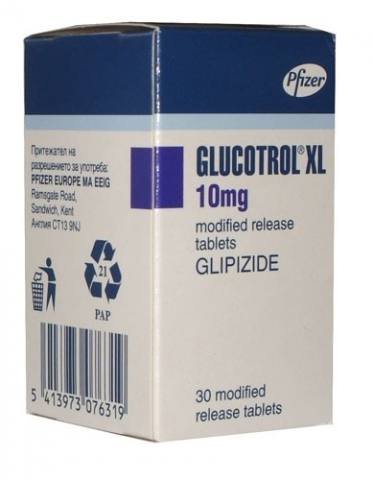 Pfizer
GLUCOTROL® XL
10mg
modified release
tablets
GLIPIZIDE
30 modified
release tablets
Притежател на
разрешението за употреба:
PFIZER EUROPE MA EEIG
Ramsgate Road,
Sandwich, Kent
Англия CT13 9NJ
21
PAP
5 413973 076319